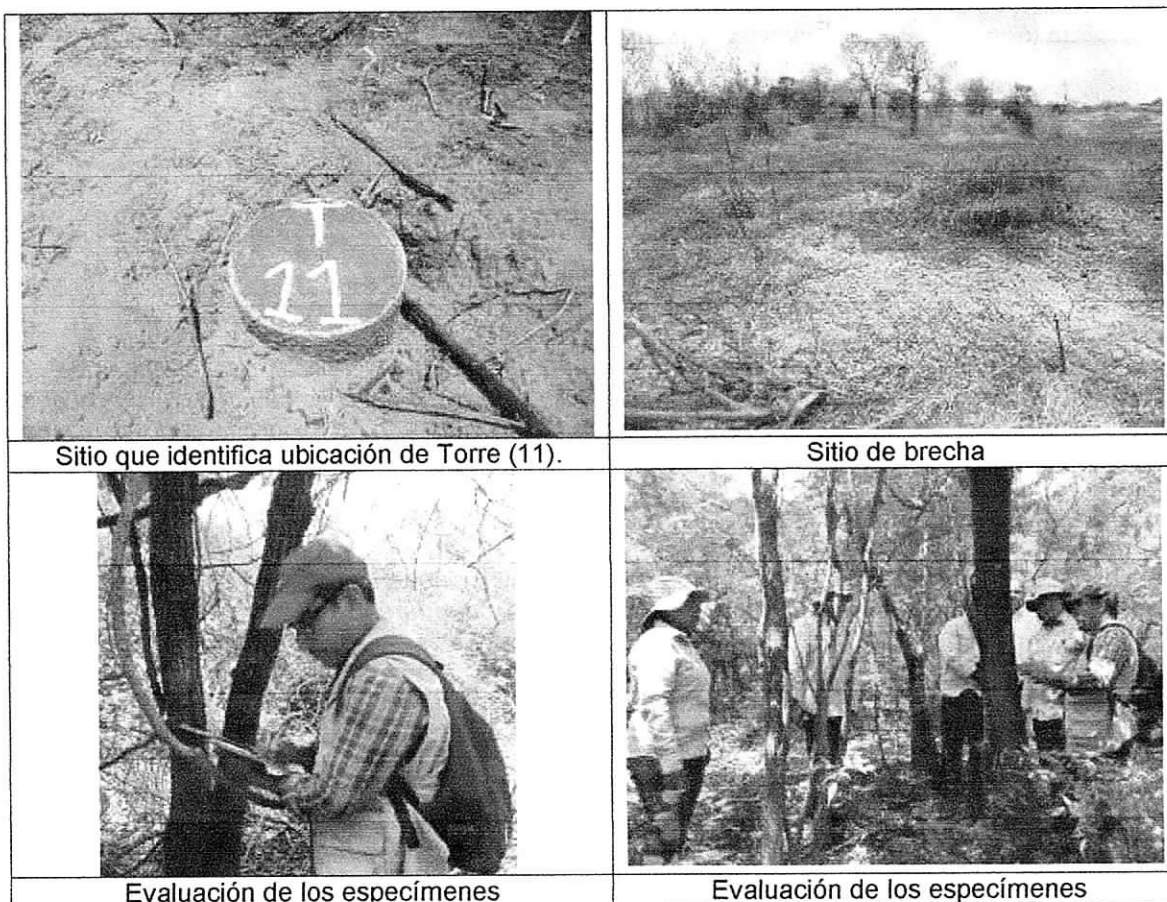 T
11
Sitio que identifica ubicación de Torre (11).
Sitio de brecha
Evaluación de los especímenes
Evaluación de los especímenes